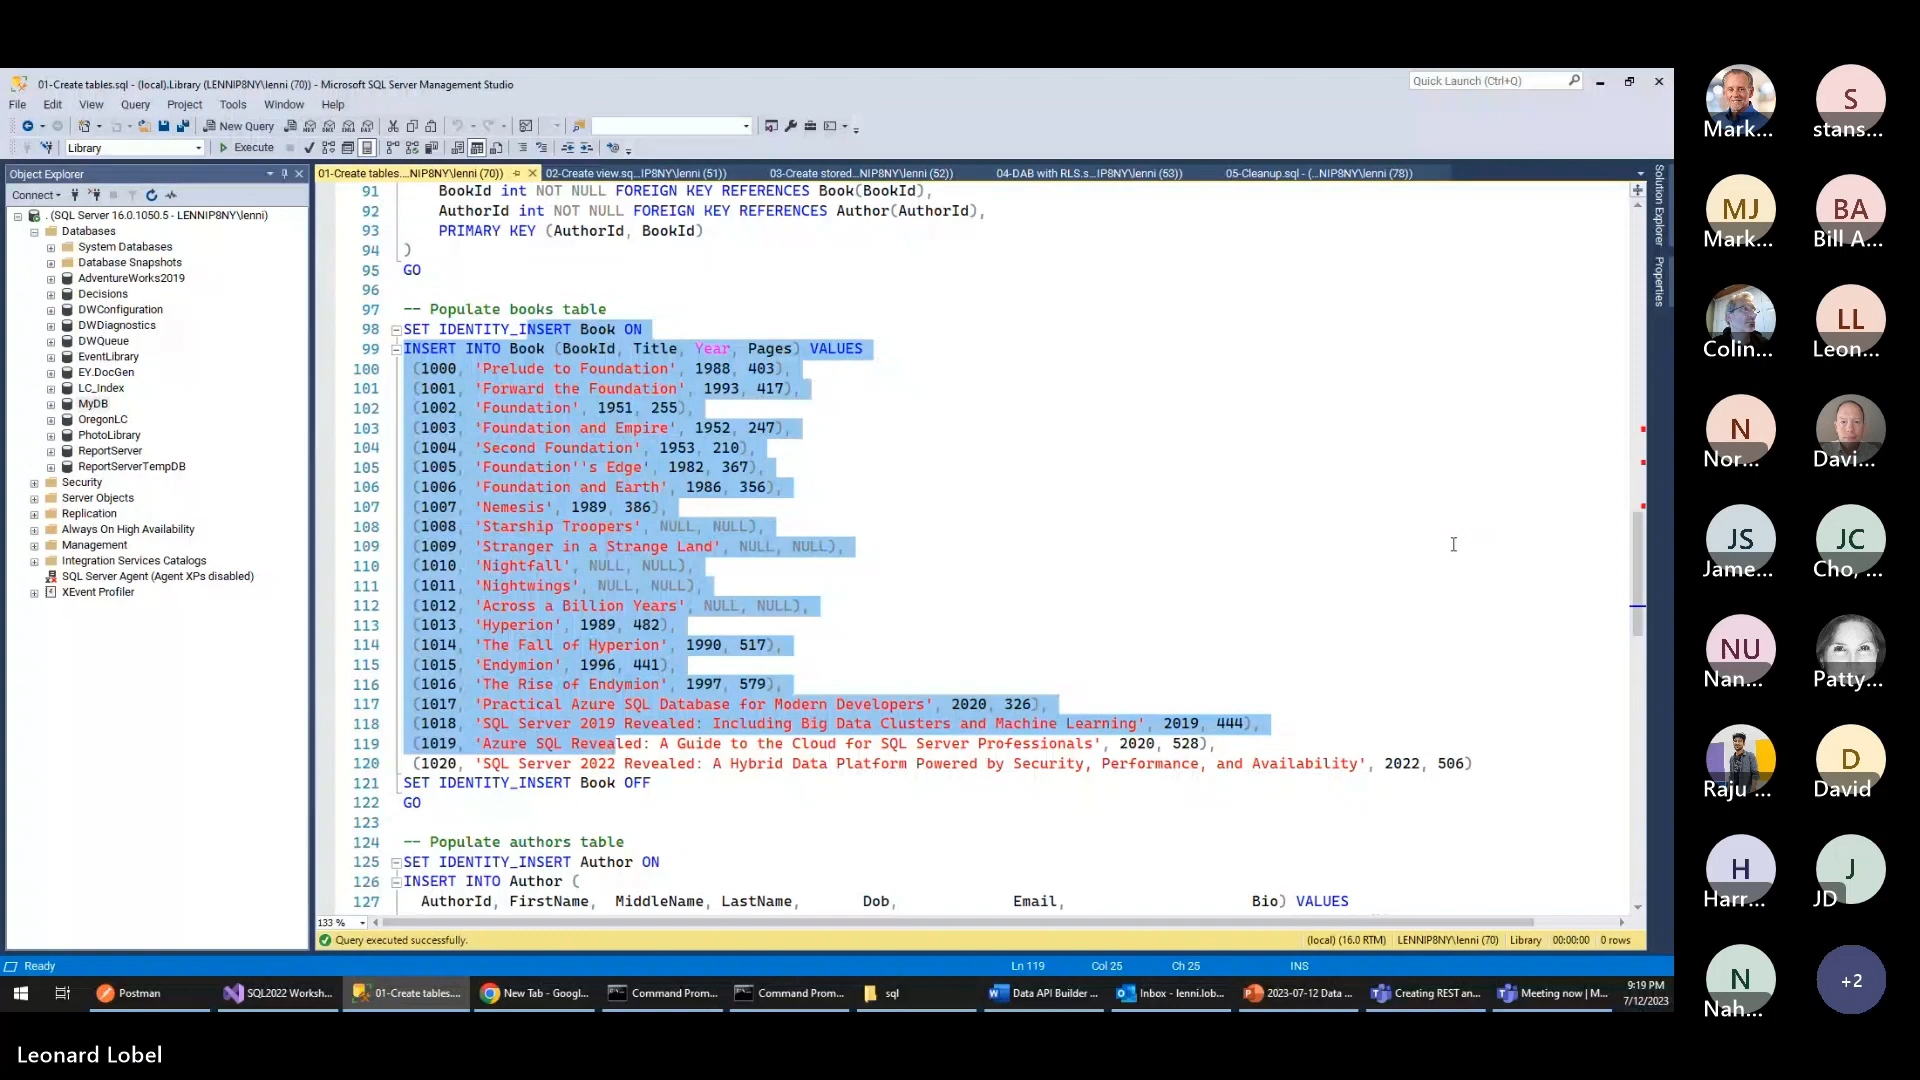 01-Create tables.sql - (local).Library (LENNIP8NY\lenni (70)) - Microsoft SQL Server Management Studio
Quick Launch (Ctrl+Q)
File Edit View Query Project Tools Window Help
New Query
Library
Execute
Object Explorer
01-Create tables....NIP8NY\lenni (70))
02-Create view.sq...IP8NY\lenni (51))
03-Create stored...NIP8NY\lenni (52))
04-DAB with RLS.s...IP8NY\lenni (53))
05-Cleanup.sql - (...NIP8NY\lenni (78))
Solution Explorer
Properties
Connect
. (SQL Server 16.0.1050.5 - LENNIP8NY\lenni)
Databases
System Databases
Database Snapshots
AdventureWorks2019
Decisions
DWConfiguration
DWDiagnostics
DWQueue
EventLibrary
EY.DocGen
LC_Index
MyDB
OregonLC
PhotoLibrary
ReportServer
ReportServerTempDB
Security
Server Objects
Replication
Always On High Availability
Management
Integration Services Catalogs
SQL Server Agent (Agent XPs disabled)
XEvent Profiler
91 BookId int NOT NULL FOREIGN KEY REFERENCES Book(BookId),
92 AuthorId int NOT NULL FOREIGN KEY REFERENCES Author(AuthorId),
93 PRIMARY KEY (AuthorId, BookId)
94 )
95 GO
96
97 -- Populate books table
98 SET IDENTITY_INSERT Book ON
99 INSERT INTO Book (BookId, Title, Year, Pages) VALUES
100 (1000, 'Prelude to Foundation', 1988, 403),
101 (1001, 'Forward the Foundation', 1993, 417),
102 (1002, 'Foundation', 1951, 255),
103 (1003, 'Foundation and Empire', 1952, 247),
104 (1004, 'Second Foundation', 1953, 210),
105 (1005, 'Foundation''s Edge', 1982, 367),
106 (1006, 'Foundation and Earth', 1986, 356),
107 (1007, 'Nemesis', 1989, 386),
108 (1008, 'Starship Troopers', NULL, NULL),
109 (1009, 'Stranger in a Strange Land', NULL, NULL),
110 (1010, 'Nightfall', NULL, NULL),
111 (1011, 'Nightwings', NULL, NULL),
112 (1012, 'Across a Billion Years', NULL, NULL),
113 (1013, 'Hyperion', 1989, 482),
114 (1014, 'The Fall of Hyperion', 1990, 517),
115 (1015, 'Endymion', 1996, 441),
116 (1016, 'The Rise of Endymion', 1997, 579),
117 (1017, 'Practical Azure SQL Database for Modern Developers', 2020, 326),
118 (1018, 'SQL Server 2019 Revealed: Including Big Data Clusters and Machine Learning', 2019, 444),
119 (1019, 'Azure SQL Revealed: A Guide to the Cloud for SQL Server Professionals', 2020, 528),
120 (1020, 'SQL Server 2022 Revealed: A Hybrid Data Platform Powered by Security, Performance, and Availability', 2022, 506)
121 SET IDENTITY_INSERT Book OFF
122 GO
123
124 -- Populate authors table
125 SET IDENTITY_INSERT Author ON
126 INSERT INTO Author (
127 AuthorId, FirstName, MiddleName, LastName, Dob, Email, Bio) VALUES
133 %
Query executed successfully.
(local) (16.0 RTM) LENNIP8NY\lenni (70) Library 00:00:00 0 rows
Ready
Ln 119 Col 25 Ch 25 INS
Postman
SQL2022 Worksh...
01-Create tables....
New Tab - Googl...
Command Prom...
Command Prom...
sql
Data API Builder ...
Inbox - lenni.lob...
2023-07-12 Data ...
Creating REST an...
Meeting now | M...
9:19 PM
7/12/2023
Mark...
S
stans...
MJ
Mark...
BA
Bill A...
Colin...
LL
Leon...
N
Nor...
Davi...
JS
Jame...
JC
Cho, ...
NU
Nan...
Patty...
Raju ...
D
David
H
Harr...
J
JD
N
Nah...
+2
Leonard Lobel